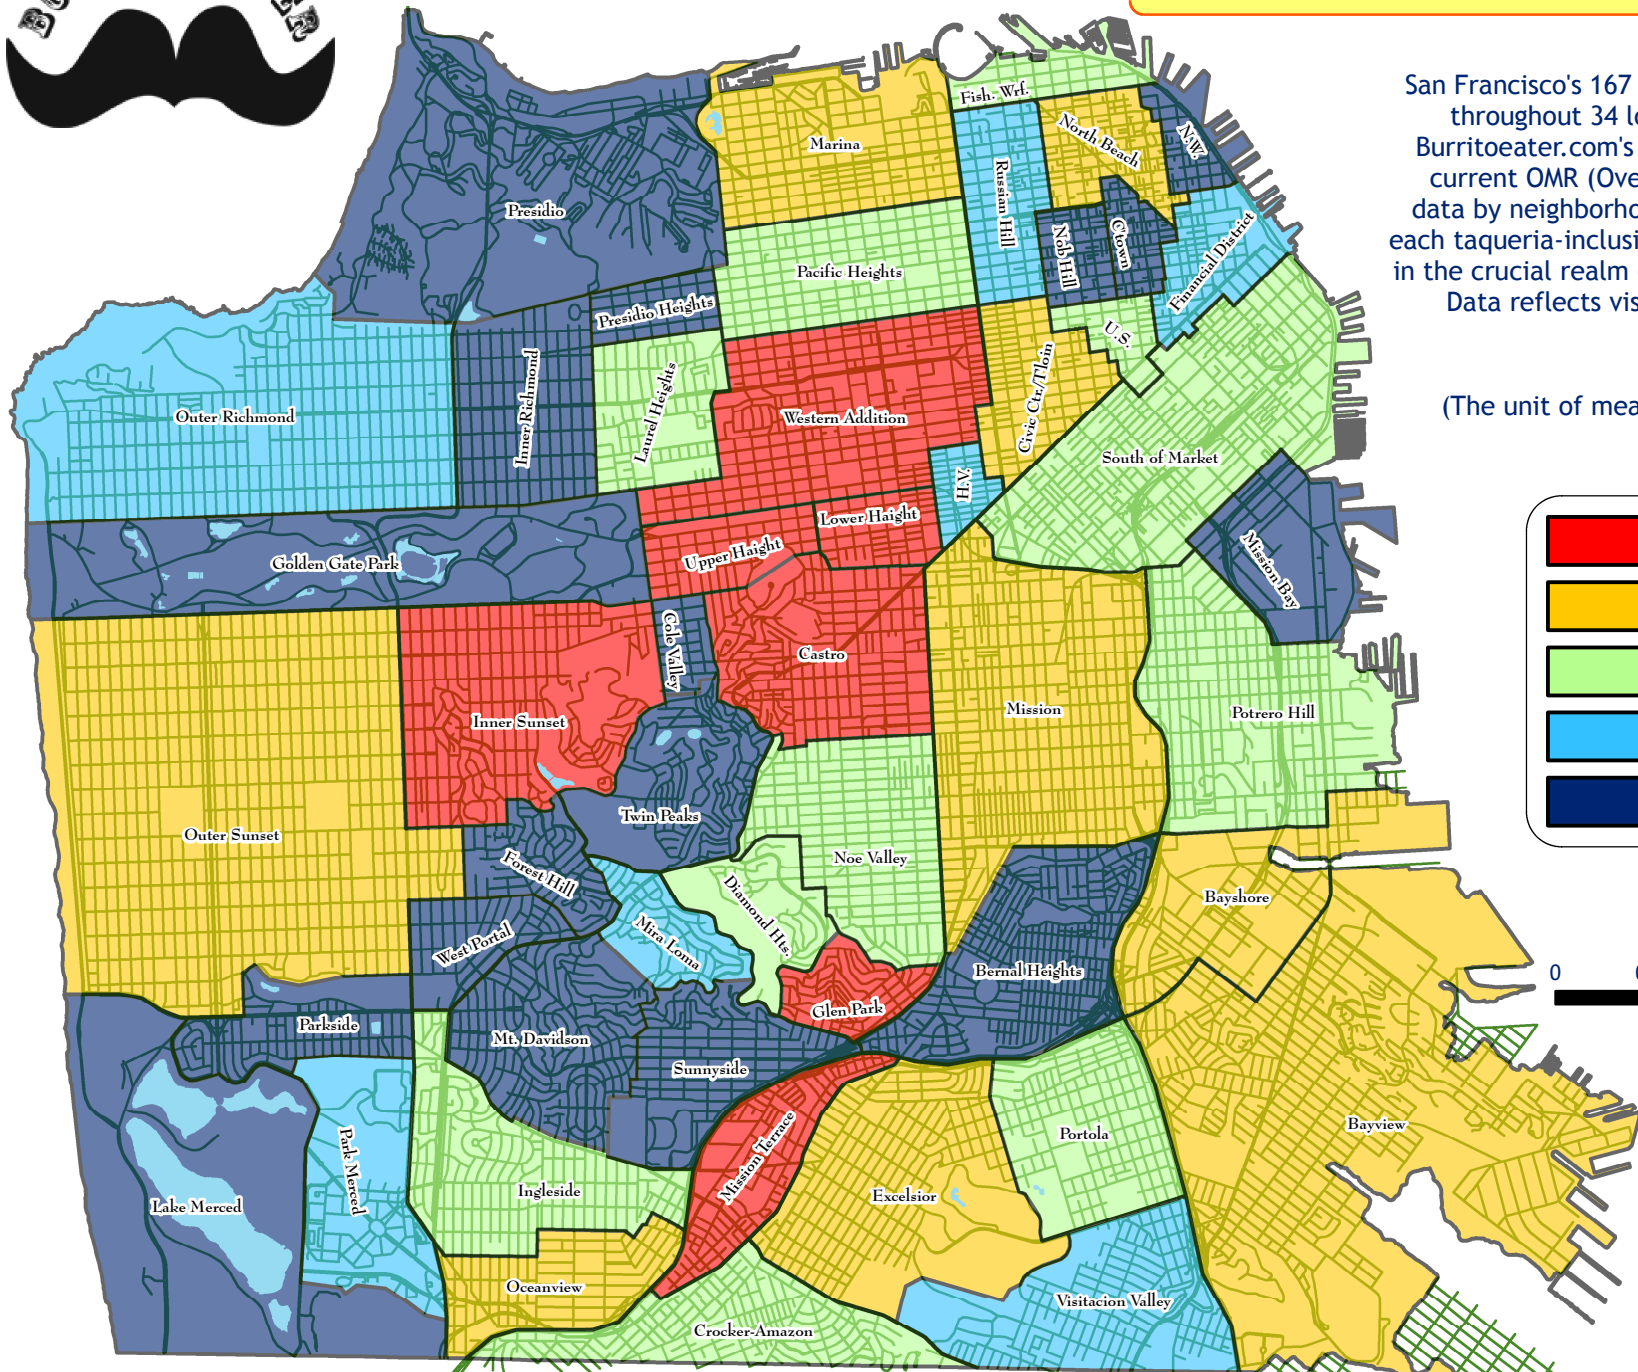 San Francisco's 167
throughout 34 l
Burritoeater.com's
current OMR (Ove
data by neighborho
each taqueria-inclusi
in the crucial realm
Data reflects vis
(The unit of mea
Fish. Wrf.
Marina
North Beach
N.W.
Russian Hill
Presidio
Nob Hill
C'town
Financial District
Pacific Heights
Presidio Heights
U.S.
Outer Richmond
Inner Richmond
Laurel Heights
Western Addition
Civic Ctr./Tloin
South of Market
H.V.
Lower Haight
Upper Haight
Golden Gate Park
Mission Bay
Cole Valley
Castro
Inner Sunset
Mission
Potrero Hill
Outer Sunset
Twin Peaks
Forest Hill
Noe Valley
Diamond Hts.
Bayshore
West Portal
Mira Loma
Bernal Heights
0
Glen Park
Parkside
Mt. Davidson
Sunnyside
Park Merced
Mission Terrace
Portola
Bayview
Lake Merced
Ingleside
Excelsior
Oceanview
Visitacion Valley
Crocker-Amazon